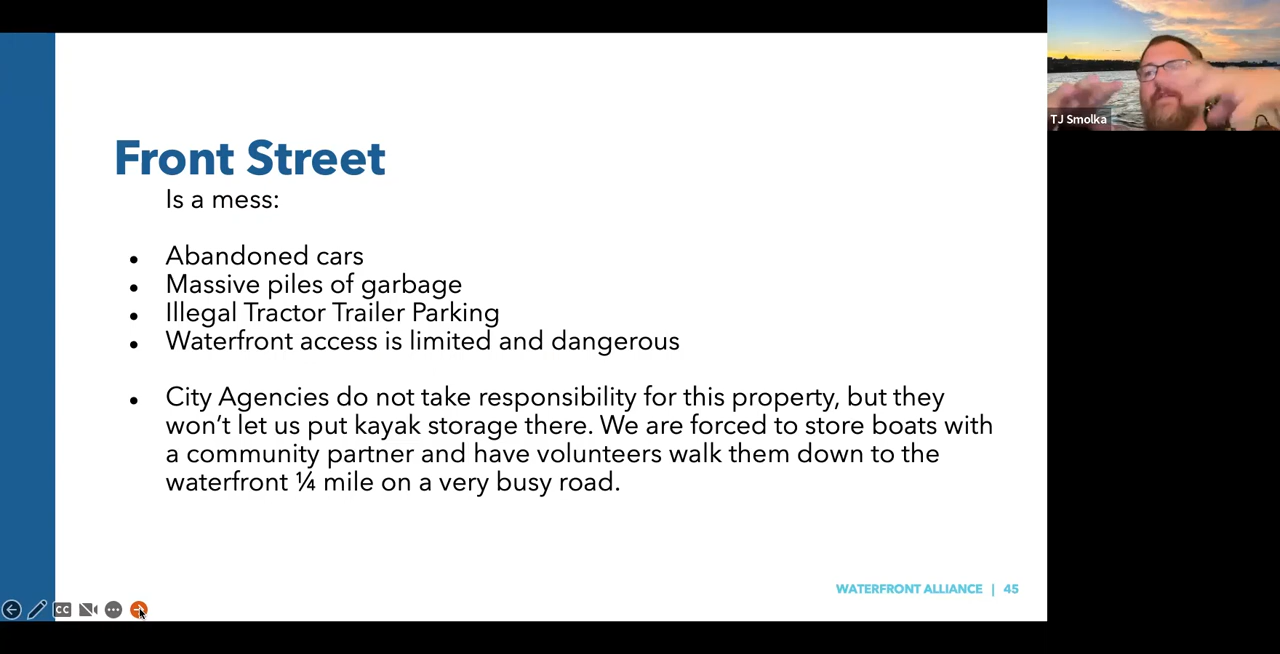 TJ Smolka
Front Street
Is a mess:
• Abandoned cars
• Massive piles of garbage
• Illegal Tractor Trailer Parking
• Waterfront access is limited and dangerous
• City Agencies do not take responsibility for this property, but they
won’t let us put kayak storage there. We are forced to store boats with
a community partner and have volunteers walk them down to the
waterfront ¼ mile on a very busy road.
WATERFRONT ALLIANCE | 45
CC